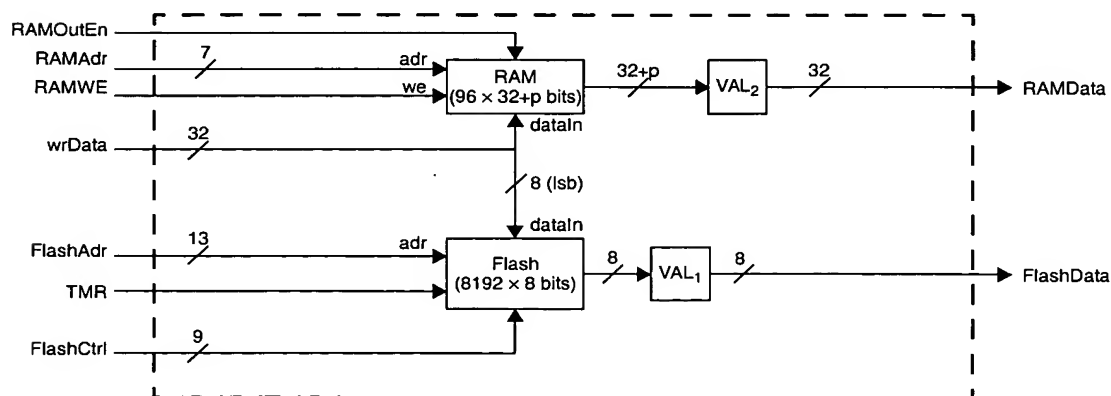 RAMOutEn
RAMAdr 7 adr
RAMWE we
RAM
(96 × 32+p bits)
32+p
VAL2
32
RAMData
dataIn
wrData 32
8 (lsb)
dataIn
FlashAdr 13 adr
Flash
(8192 × 8 bits)
8
VAL1
8
FlashData
TMR
FlashCtrl 9